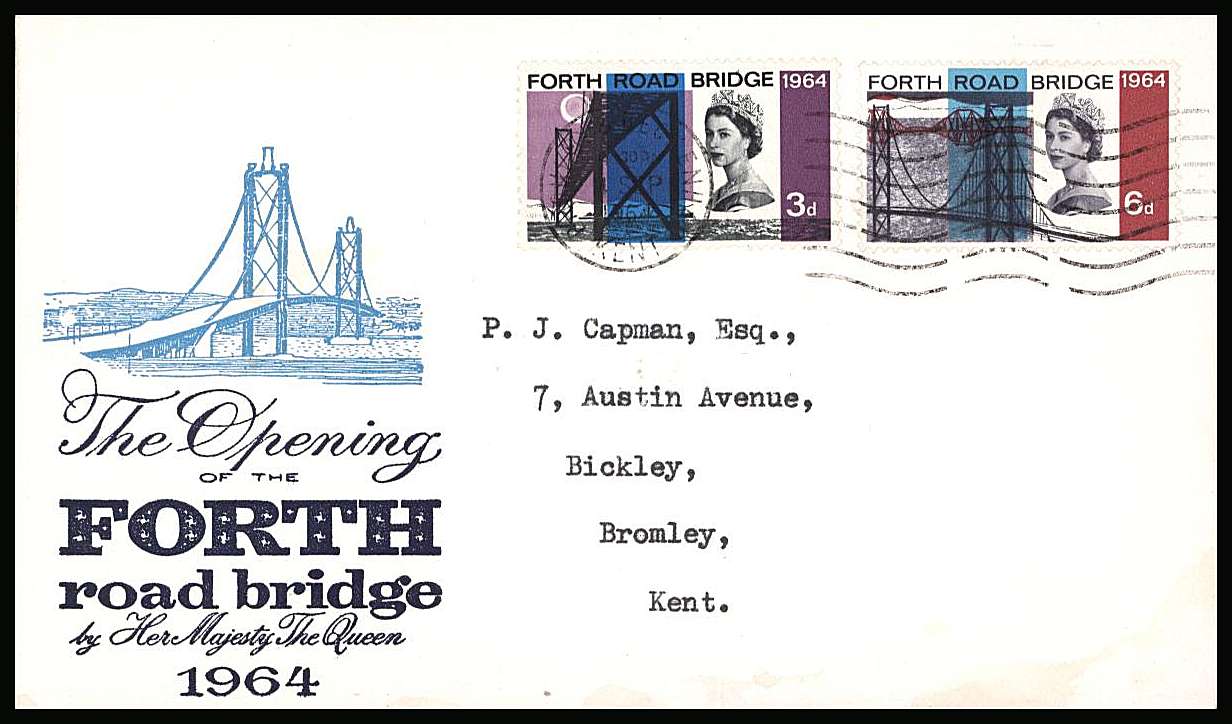 FORTH ROAD BRIDGE 1964
3d
FORTH ROAD BRIDGE 1964
6d
KENT
P. J. Capman, Esq.,
7, Austin Avenue,
Bickley,
Bromley,
Kent.
The Opening
OF THE
FORTH
road bridge
by Her Majesty The Queen
1964